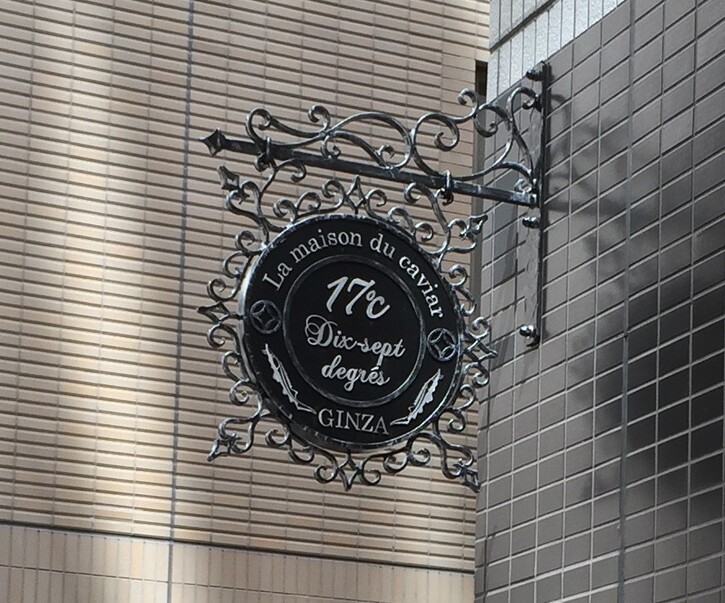 La maison du caviar
17°C
Dix-sept
degrés
GINZA